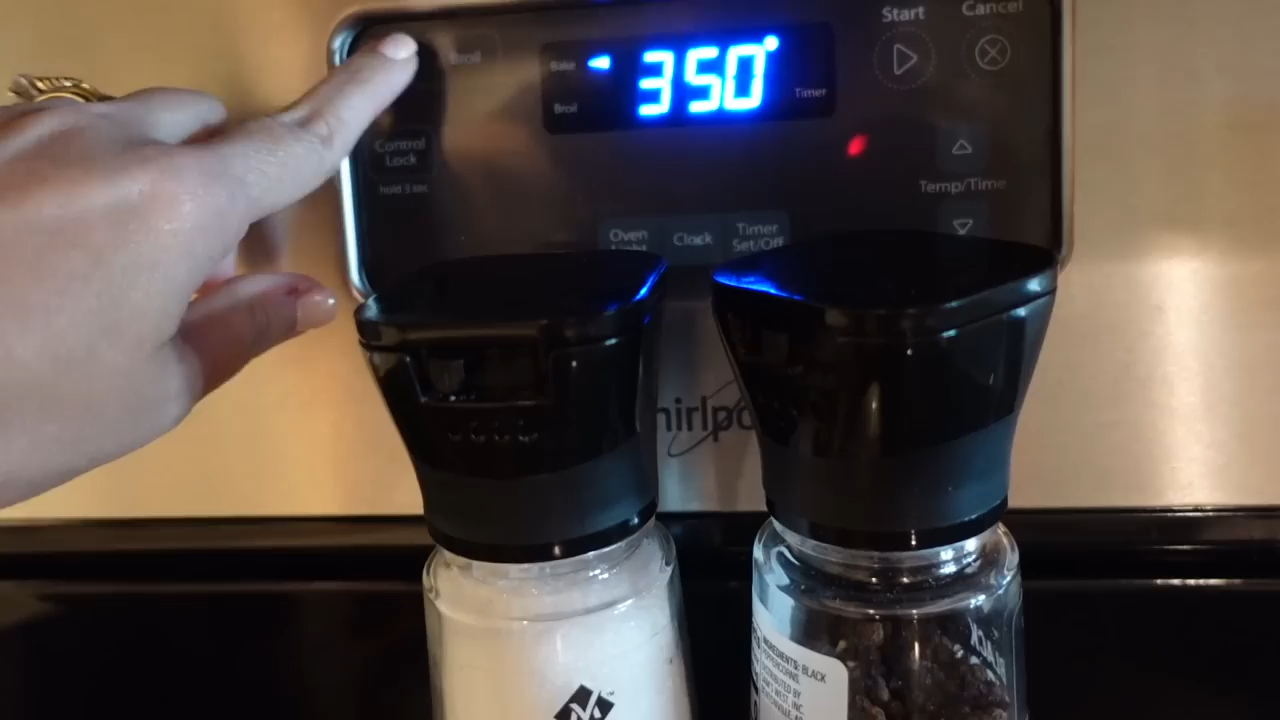 Start
Cancel
Broil
Bake
350°
Broil
Timer
Control
Lock
hold 3 sec
Temp/Time
Oven
Light
Clock
Timer
Set/Off
hirlpo
INGREDIENTS: BLACK
PEPPERCORNS.
DISTRIBUTED BY